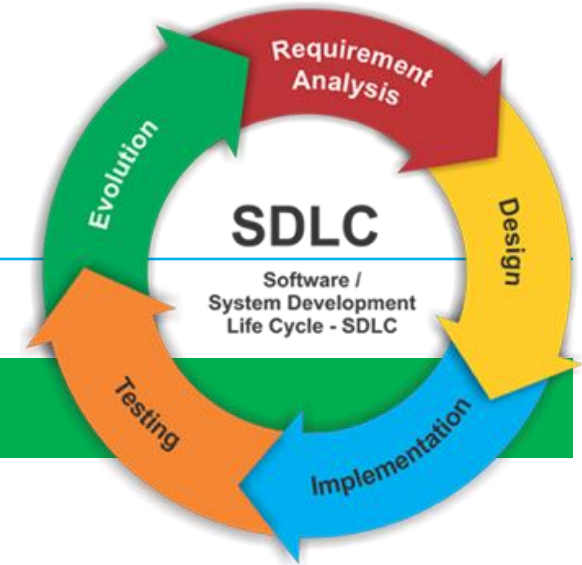 Requirement
Analysis
Design
Implementation
Testing
Evolution
SDLC
Software /
System Development
Life Cycle - SDLC